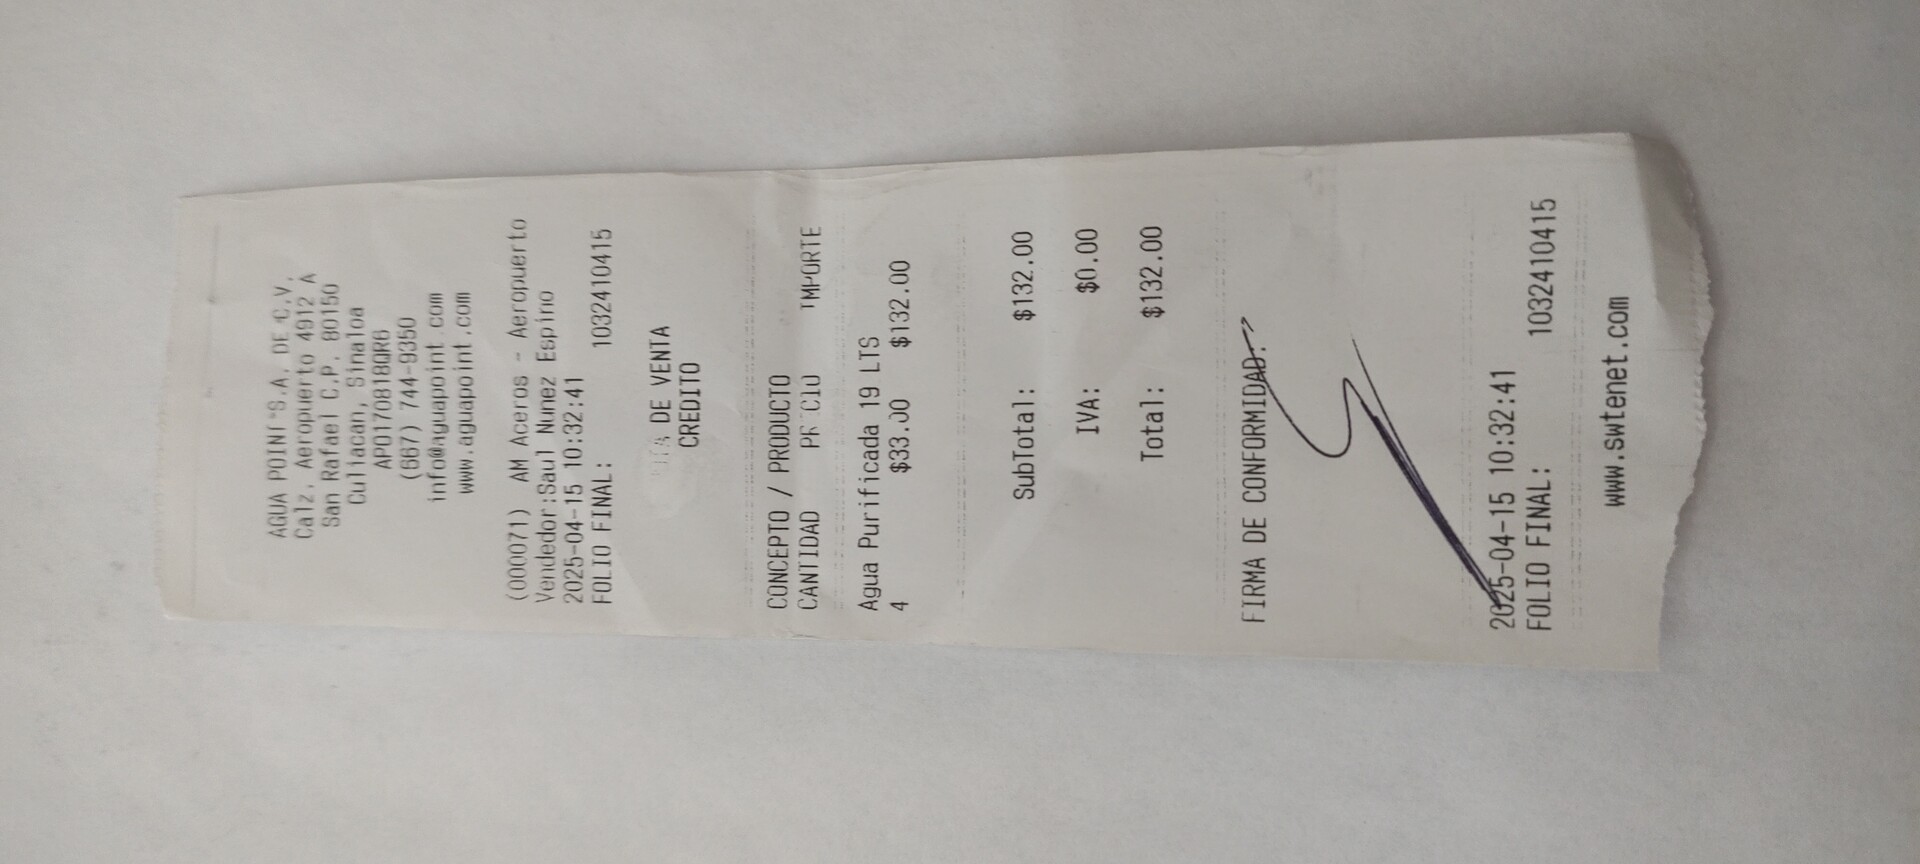 AGUA POINT S.A. DE C.V.
Calz. Aeropuerto 4912 A
San Rafael C.P. 80150
Culiacan, Sinaloa
APO170818QR6
(667) 744-9350
info@aguapoint.com
www.aguapoint.com
(000071) AM Aceros - Aeropuerto
Vendedor:Saul Nunez Espino
2025-04-15 10:32:41
FOLIO FINAL: 1032410415
DE VENTA
CREDITO
CONCEPTO / PRODUCTO
CANTIDAD PRECIO IMPORTE
Agua Purificada 19 LTS
4 $33.00 $132.00
SubTotal: $132.00
IVA: $0.00
Total: $132.00
FIRMA DE CONFORMIDAD:
2025-04-15 10:32:41
FOLIO FINAL: 1032410415
www.swtenet.com